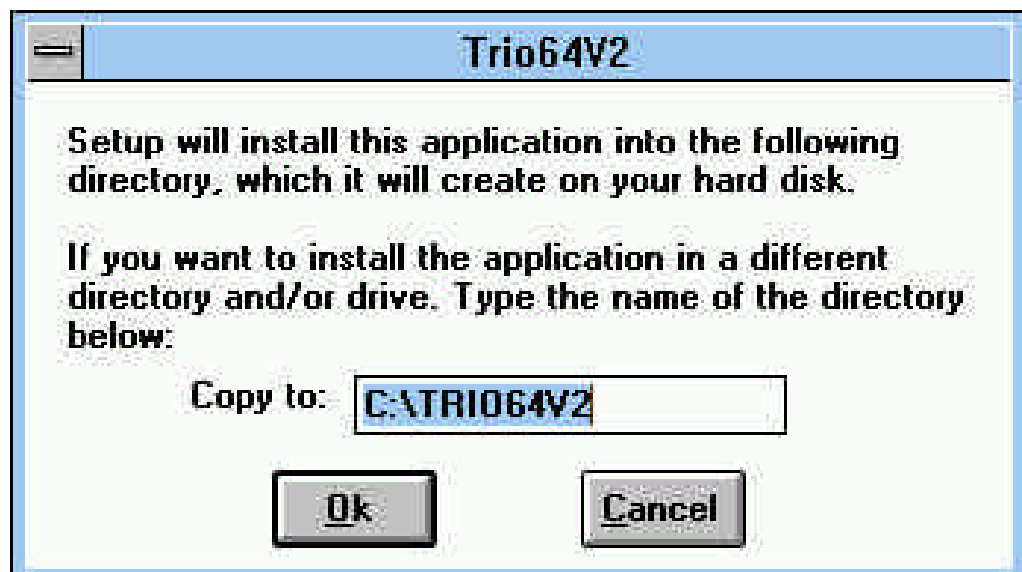 Trio64V2
Setup will install this application into the following
directory, which it will create on your hard disk.
If you want to install the application in a different
directory and/or drive. Type the name of the directory
below:
Copy to: C:\TRIO64V2
Ok Cancel